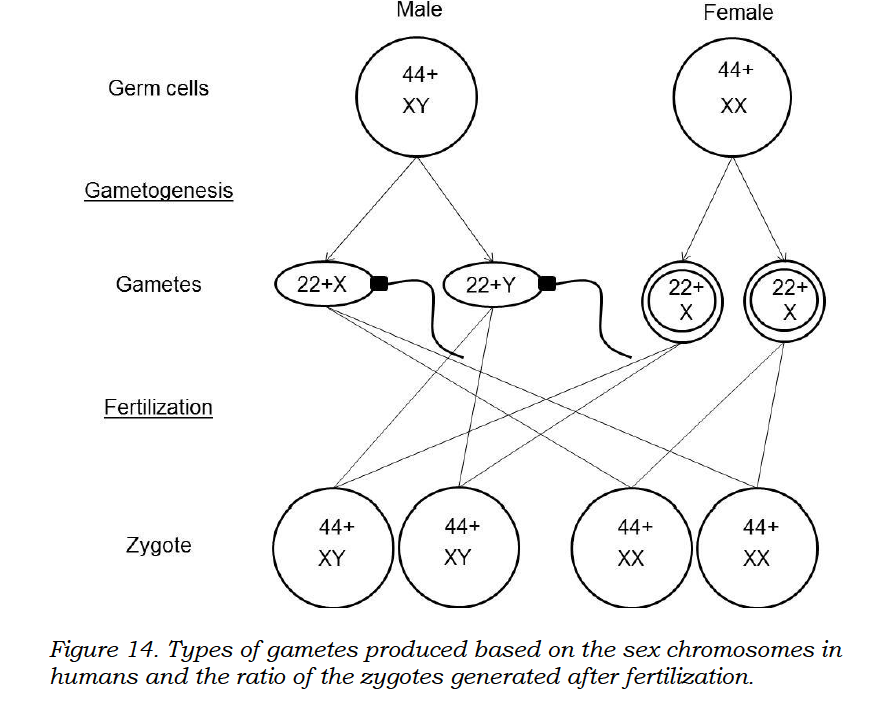 Male Female
Germ cells 44+ 44+
XY XX
Gametogenesis
Gametes 22+X 22+Y 22+ 22+
X X
Fertilization
Zygote 44+ 44+ 44+ 44+
XY XY XX XX
Figure 14. Types of gametes produced based on the sex chromosomes in
humans and the ratio of the zygotes generated after fertilization.